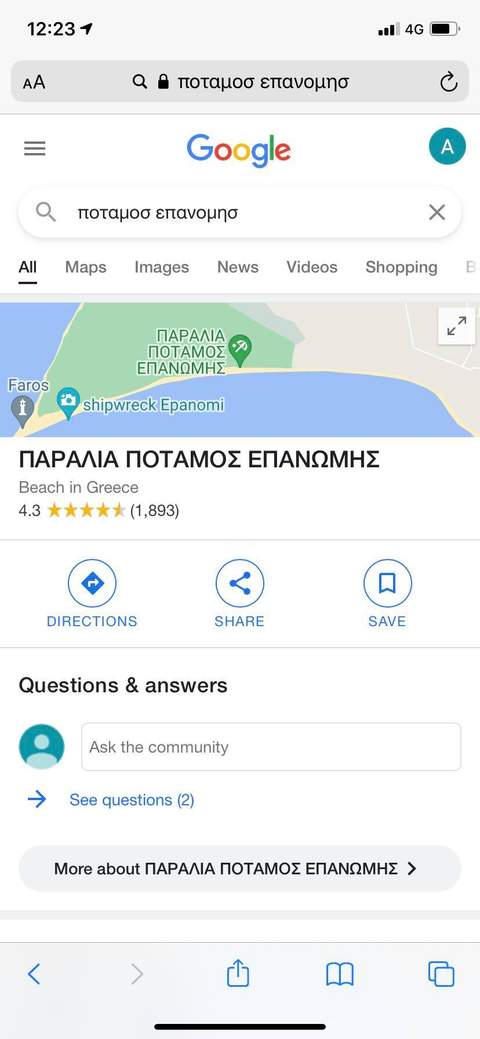 12:23
4G
AA ποταμοσ επανομησ
Google
A
ποταμοσ επανομησ
All Maps Images News Videos Shopping B
ΠΑΡΑΛΙΑ
ΠΟΤΑΜΟΣ
ΕΠΑΝΩΜΗΣ
Faros
shipwreck Epanomi
ΠΑΡΑΛΙΑ ΠΟΤΑΜΟΣ ΕΠΑΝΩΜΗΣ
Beach in Greece
4.3 (1,893)
DIRECTIONS SHARE SAVE
Questions & answers
Ask the community
See questions (2)
More about ΠΑΡΑΛΙΑ ΠΟΤΑΜΟΣ ΕΠΑΝΩΜΗΣ